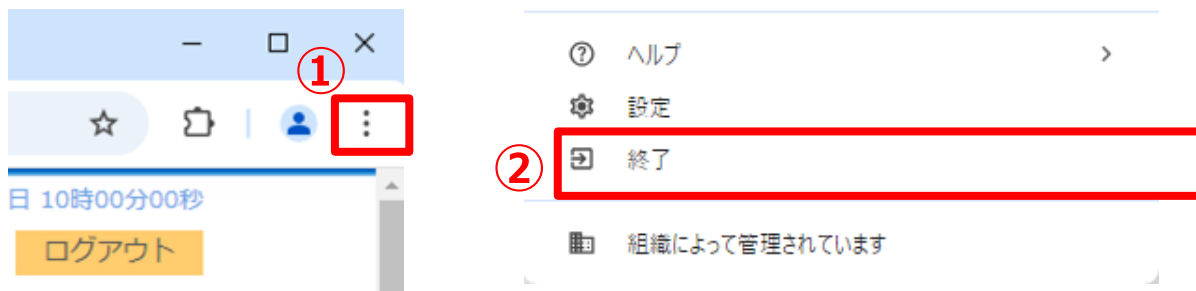 ①
日 10時00分00秒
ログアウト
ヘルプ
設定
② 終了
組織によって管理されています